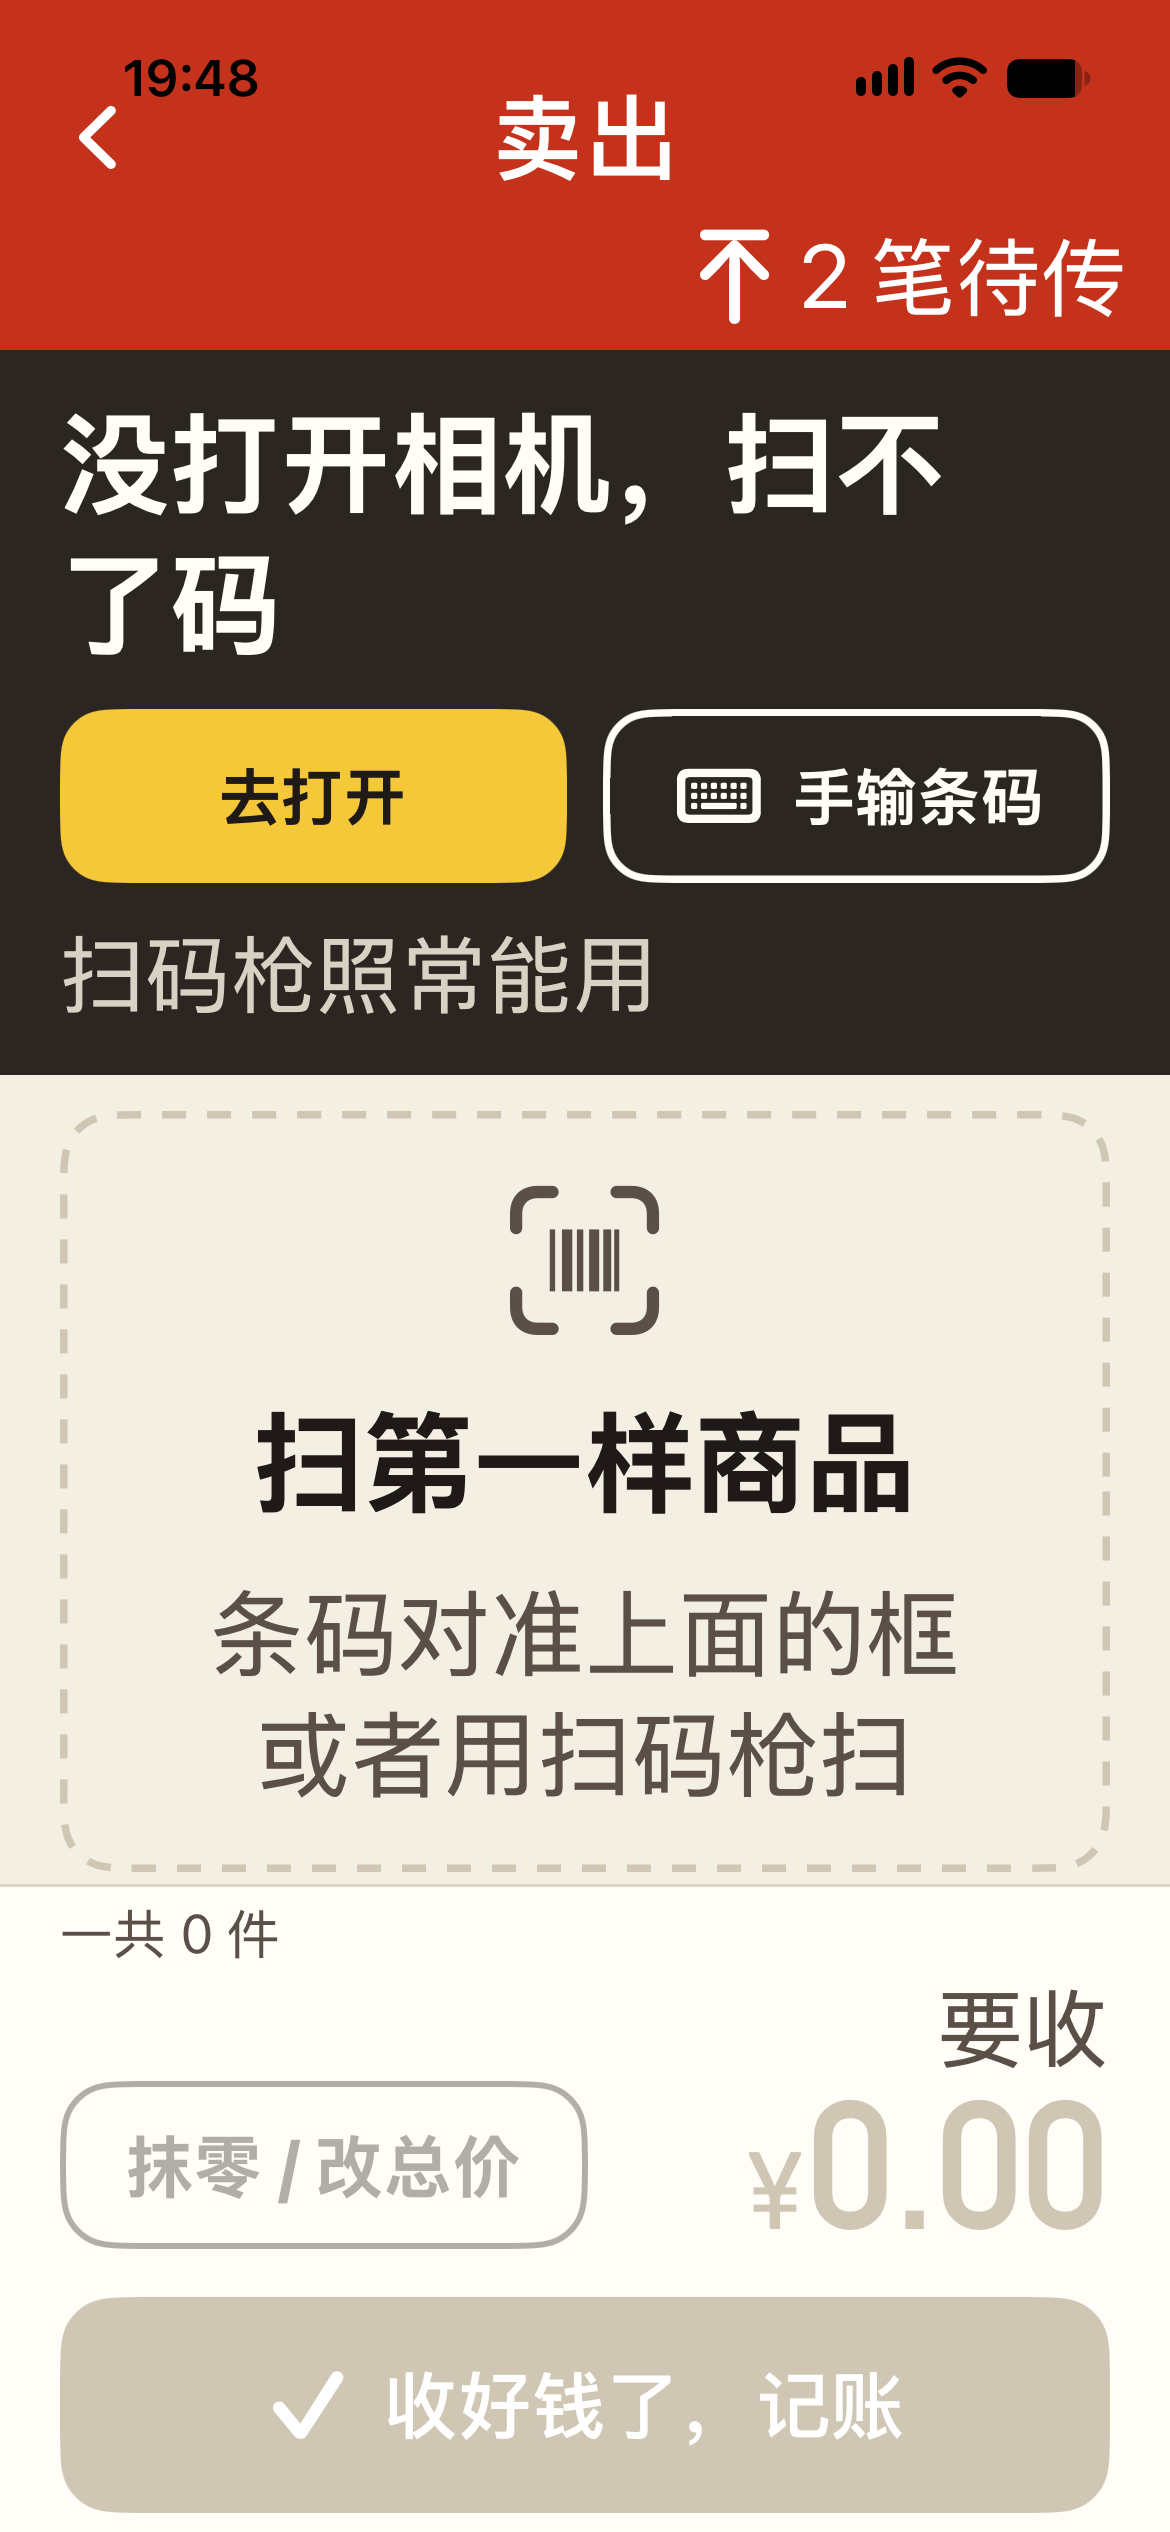 19:48
卖出
2 笔待传
没打开相机，扫不
了码
去打开
手输条码
扫码枪照常能用
扫第一样商品
条码对准上面的框
或者用扫码枪扫
一共 0 件
要收
抹零 / 改总价
¥0.00
收好钱了，记账